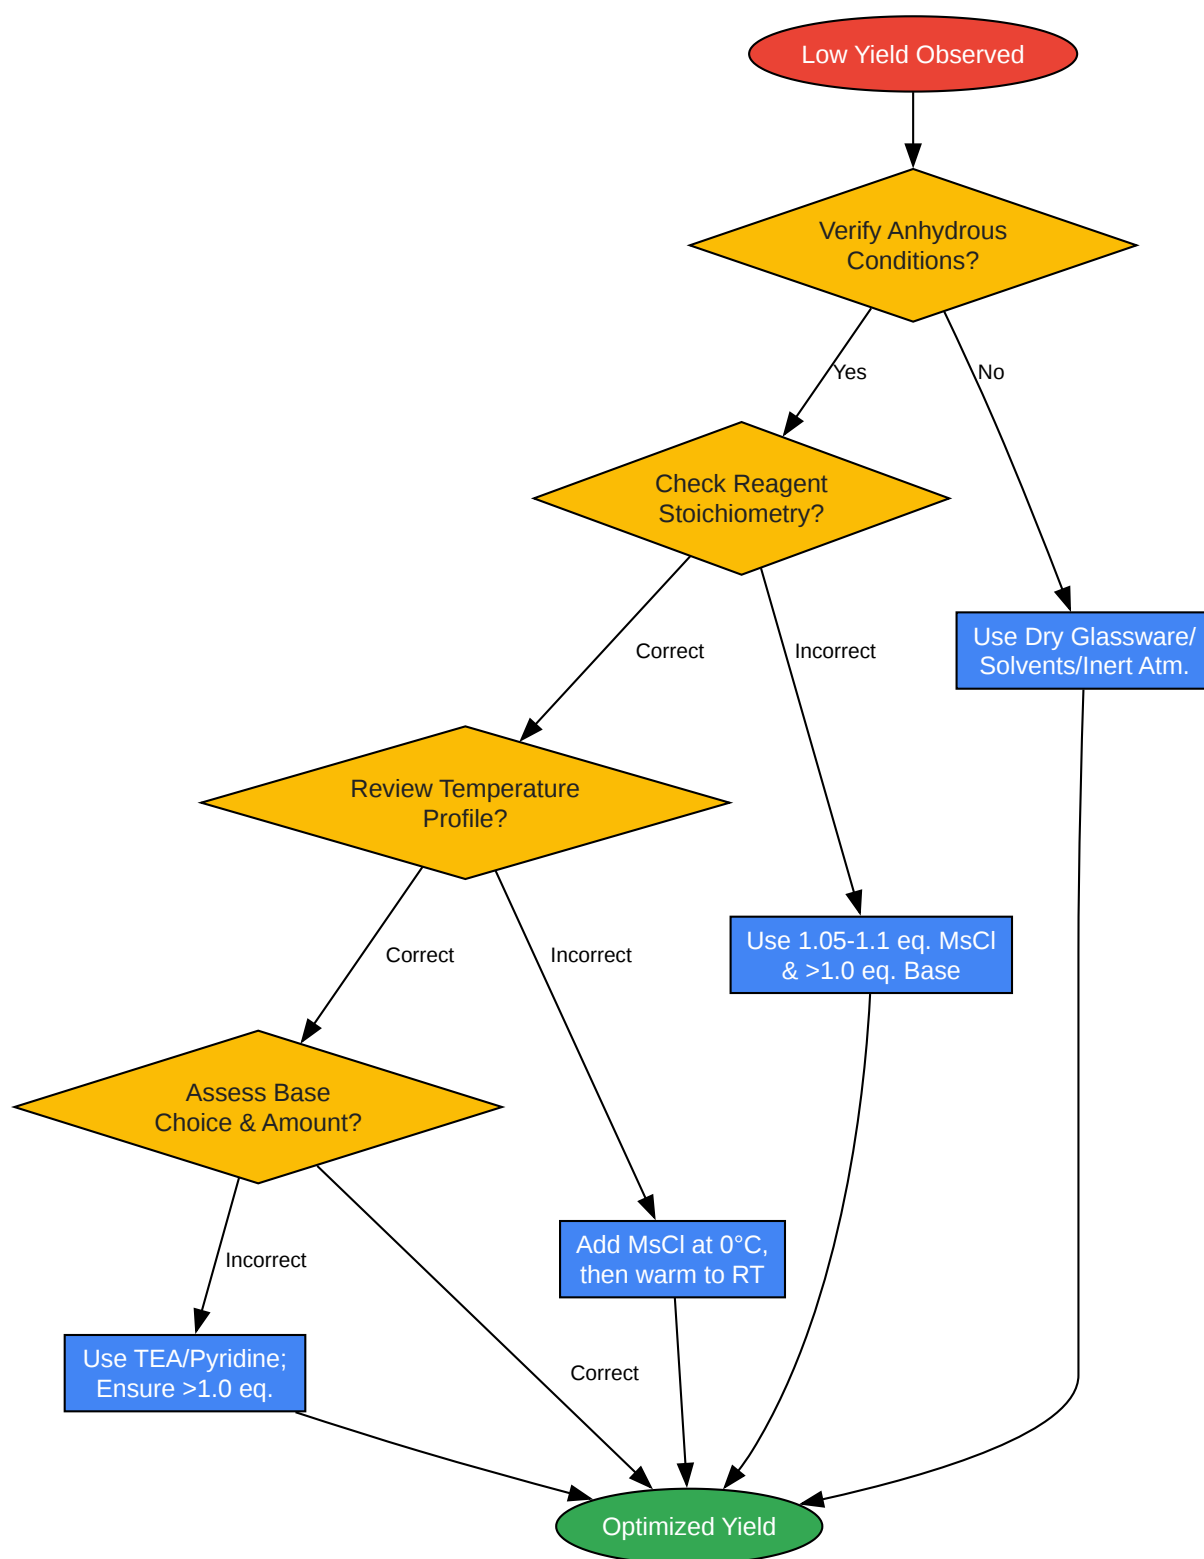 Low Yield Observed
Verify Anhydrous
Conditions?
Yes
No
Check Reagent
Stoichiometry?
Correct
Incorrect
Use Dry Glassware/
Solvents/Inert Atm.
Review Temperature
Profile?
Correct
Incorrect
Use 1.05-1.1 eq. MsCl
& >1.0 eq. Base
Assess Base
Choice & Amount?
Incorrect
Correct
Add MsCl at 0°C,
then warm to RT
Use TEA/Pyridine;
Ensure >1.0 eq.
Optimized Yield